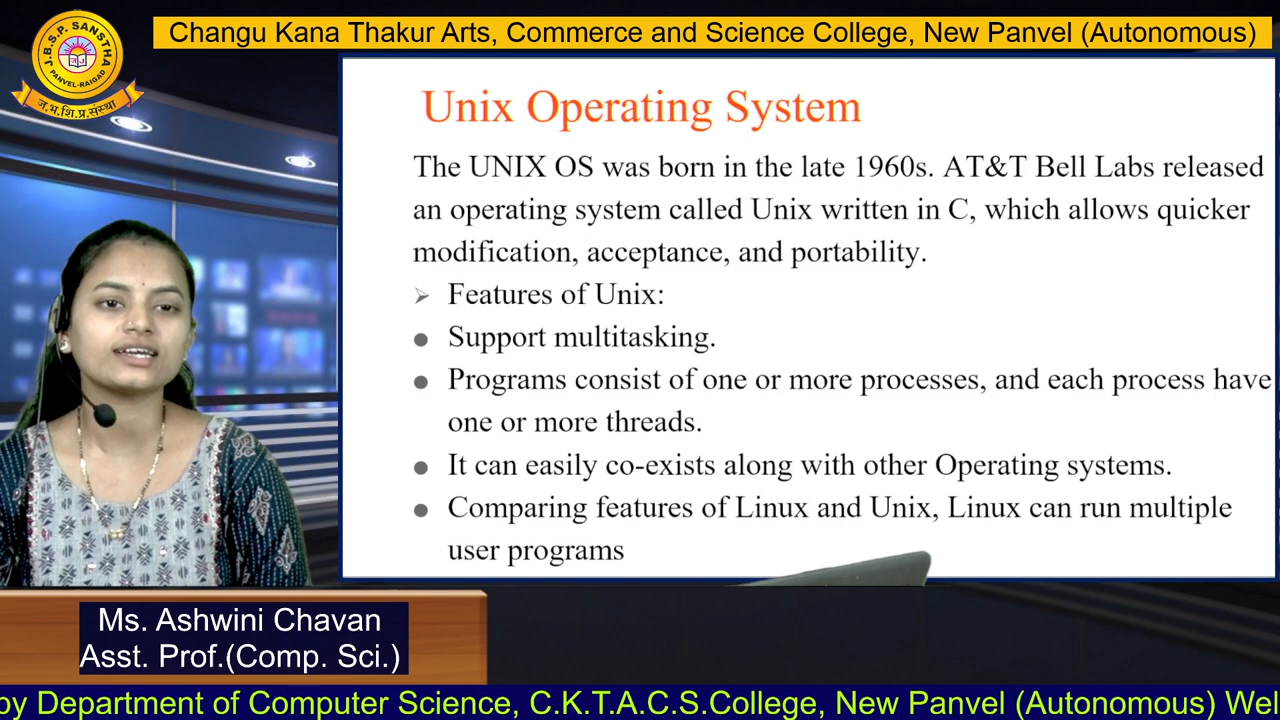 Changu Kana Thakur Arts, Commerce and Science College, New Panvel (Autonomous)
J.B.S.P. SANSTHA
PANVEL-RAIGAD
ज.भ.शि.प्र.संस्था
Unix Operating System
The UNIX OS was born in the late 1960s. AT&T Bell Labs released
an operating system called Unix written in C, which allows quicker
modification, acceptance, and portability.
➢ Features of Unix:
● Support multitasking.
● Programs consist of one or more processes, and each process have
one or more threads.
● It can easily co-exists along with other Operating systems.
● Comparing features of Linux and Unix, Linux can run multiple
user programs
Ms. Ashwini Chavan
Asst. Prof.(Comp. Sci.)
by Department of Computer Science, C.K.T.A.C.S.College, New Panvel (Autonomous) Wel